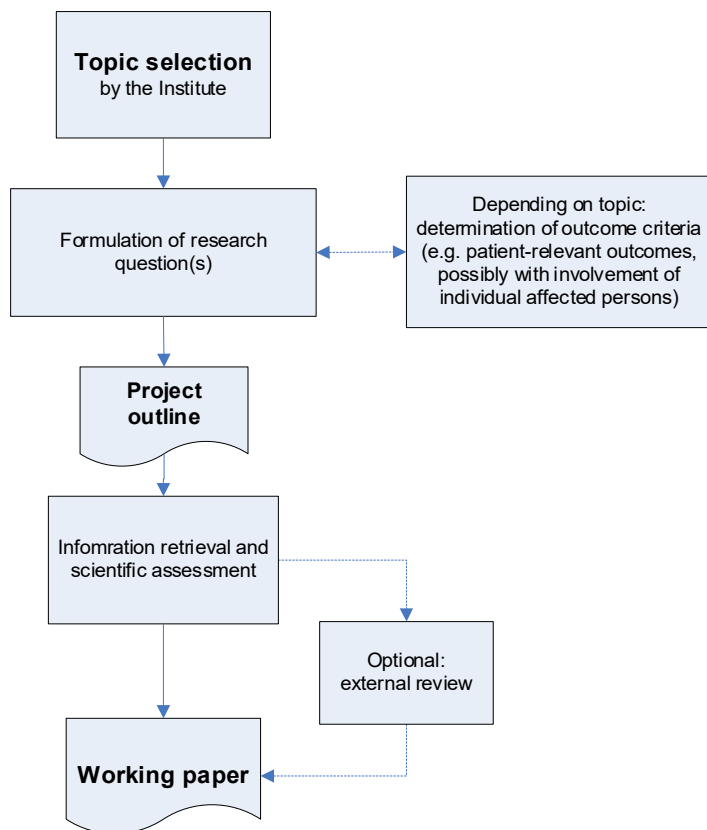 Topic selection
by the Institute
Formulation of research
question(s)
Depending on topic:
determination of outcome criteria
(e.g. patient-relevant outcomes,
possibly with involvement of
individual affected persons)
Project
outline
Infomration retrieval and
scientific assessment
Optional:
external review
Working paper